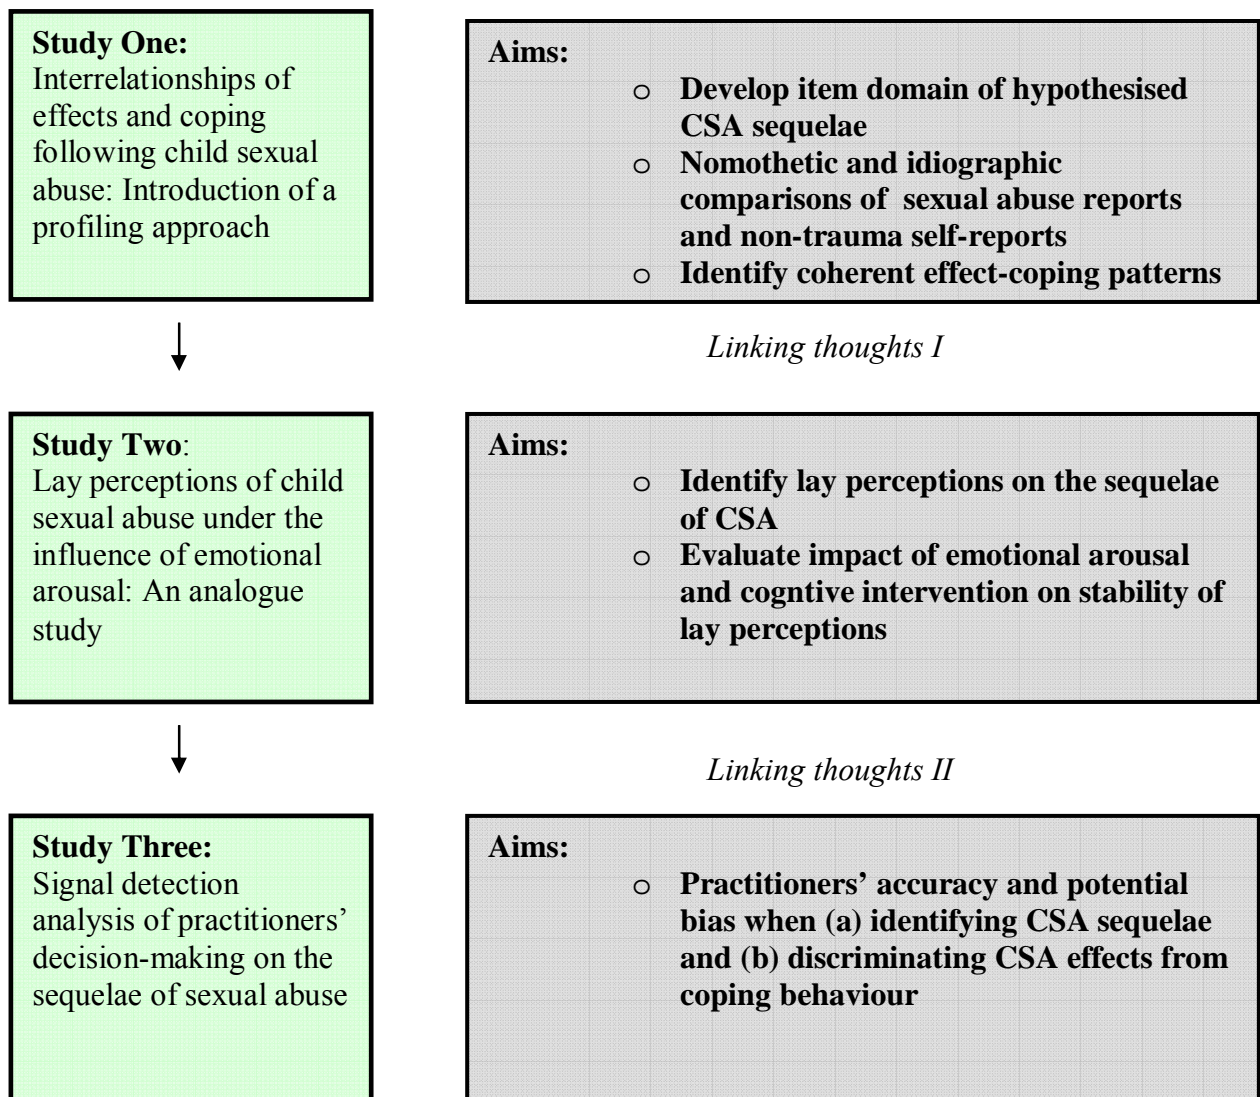 Study One:
Interrelationships of
effects and coping
following child sexual
abuse: Introduction of a
profiling approach
Aims:
o Develop item domain of hypothesised
CSA sequelae
o Nomothetic and idiographic
comparisons of sexual abuse reports
and non-trauma self-reports
o Identify coherent effect-coping patterns
Linking thoughts I
Study Two:
Lay perceptions of child
sexual abuse under the
influence of emotional
arousal: An analogue
study
Aims:
o Identify lay perceptions on the sequelae
of CSA
o Evaluate impact of emotional arousal
and cogntive intervention on stability of
lay perceptions
Linking thoughts II
Study Three:
Signal detection
analysis of practitioners’
decision-making on the
sequelae of sexual abuse
Aims:
o Practitioners’ accuracy and potential
bias when (a) identifying CSA sequelae
and (b) discriminating CSA effects from
coping behaviour